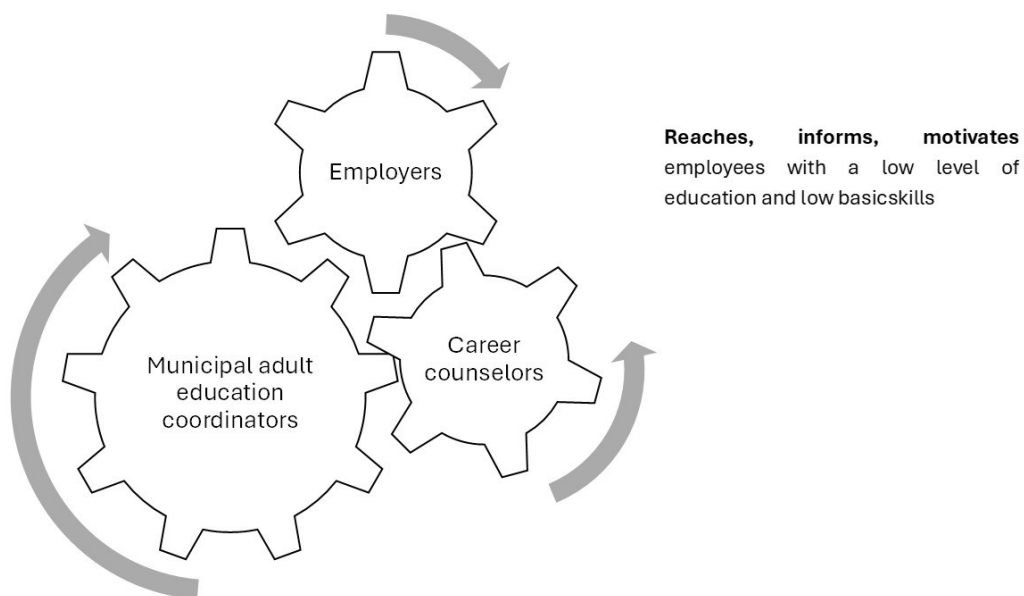 Employers
Reaches, informs, motivates
employees with a low level of
education and low basicskills
Career
counselors
Municipal adult
education
coordinators